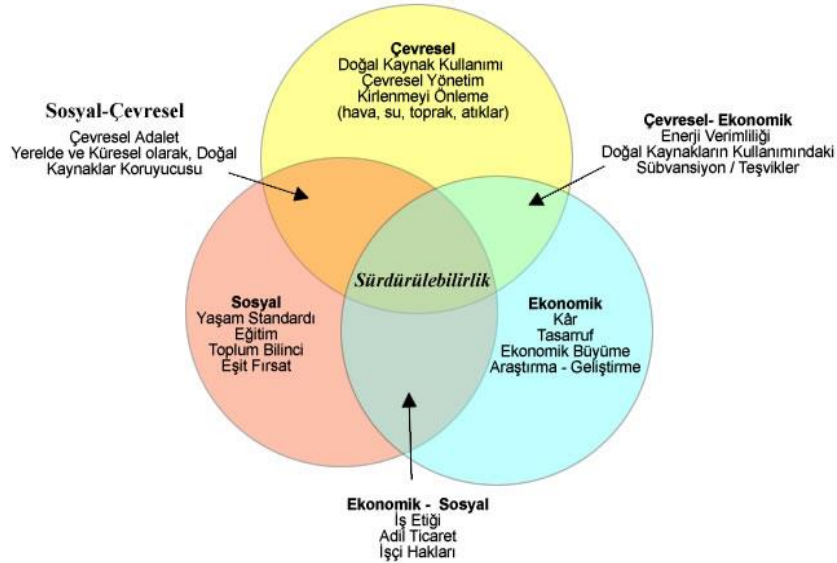 Çevresel
Doğal Kaynak Kullanımı
Çevresel Yönetim
Kirlenmeyi Önleme
(hava, su, toprak, atıklar)
Sosyal-Çevresel
Çevresel Adalet
Yerelde ve Küresel olarak, Doğal
Kaynaklar Koruyucusu
Çevresel- Ekonomik
Enerji Verimliliği
Doğal Kaynakların Kullanımındaki
Sübvansiyon / Teşvikler
Sürdürülebilirlik
Sosyal
Yaşam Standardı
Eğitim
Toplum Bilinci
Eşit Fırsat
Ekonomik
Kâr
Tasarruf
Ekonomik Büyüme
Araştırma - Geliştirme
Ekonomik - Sosyal
İş Etiği
Adil Ticaret
İşçi Hakları